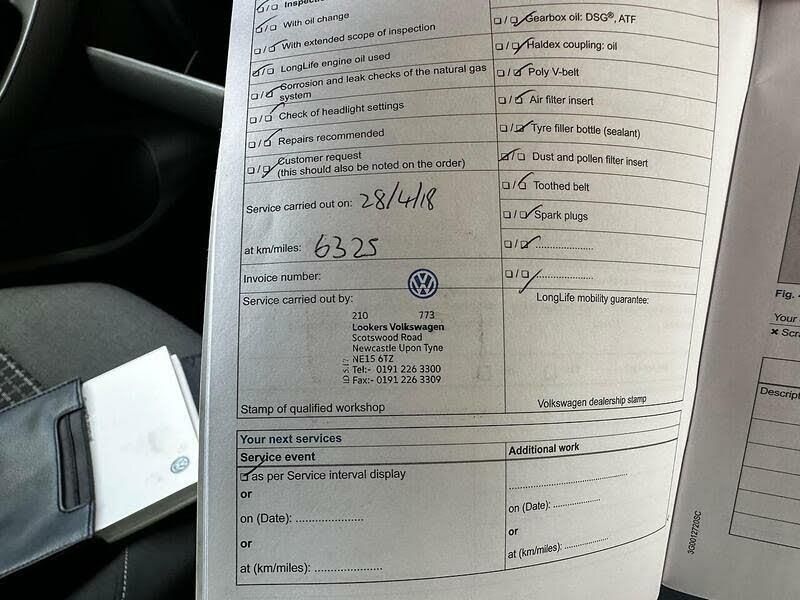 Inspection
With oil change
With extended scope of inspection
LongLife engine oil used
Corrosion and leak checks of the natural gas
system
Check of headlight settings
Repairs recommended
Customer request
(this should also be noted on the order)
Service carried out on: 28/4/18
at km/miles: 6325
Invoice number:
Service carried out by:
210 773
Lookers Volkswagen
Scotswood Road
Newcastle Upon Tyne
NE15 6TZ
Tel:- 0191 226 3300
Fax:- 0191 226 3309
Stamp of qualified workshop
Gearbox oil: DSG®, ATF
Haldex coupling: oil
Poly V-belt
Air filter insert
Tyre filler bottle (sealant)
Dust and pollen filter insert
Toothed belt
Spark plugs
LongLife mobility guarantee:
Volkswagen dealership stamp
Your next services
Service event
as per Service interval display
or
on (Date): ....................
or
at (km/miles): ....................
Additional work
on (Date): ..............
or
at (km/miles): ............
3G0012720SC
Fig.
Your
× Scra
Descript